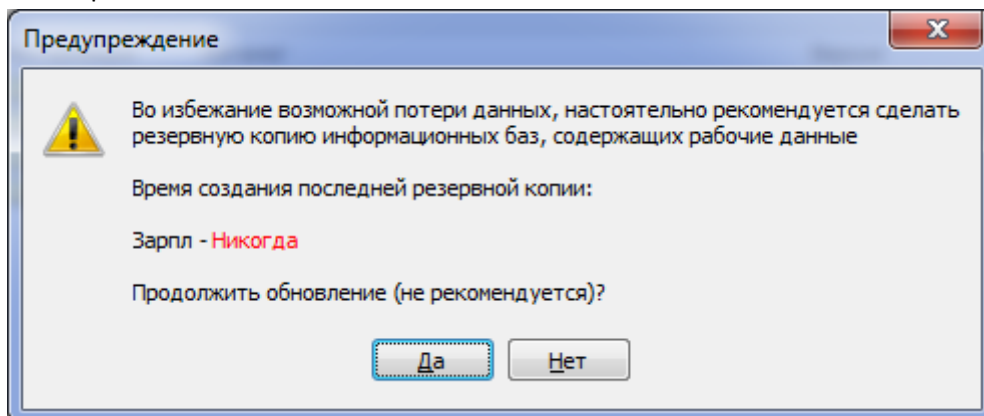 Предупреждение
Во избежание возможной потери данных, настоятельно рекомендуется сделать
резервную копию информационных баз, содержащих рабочие данные
Время создания последней резервной копии:
Зарпл - Никогда
Продолжить обновление (не рекомендуется)?
Да
Нет